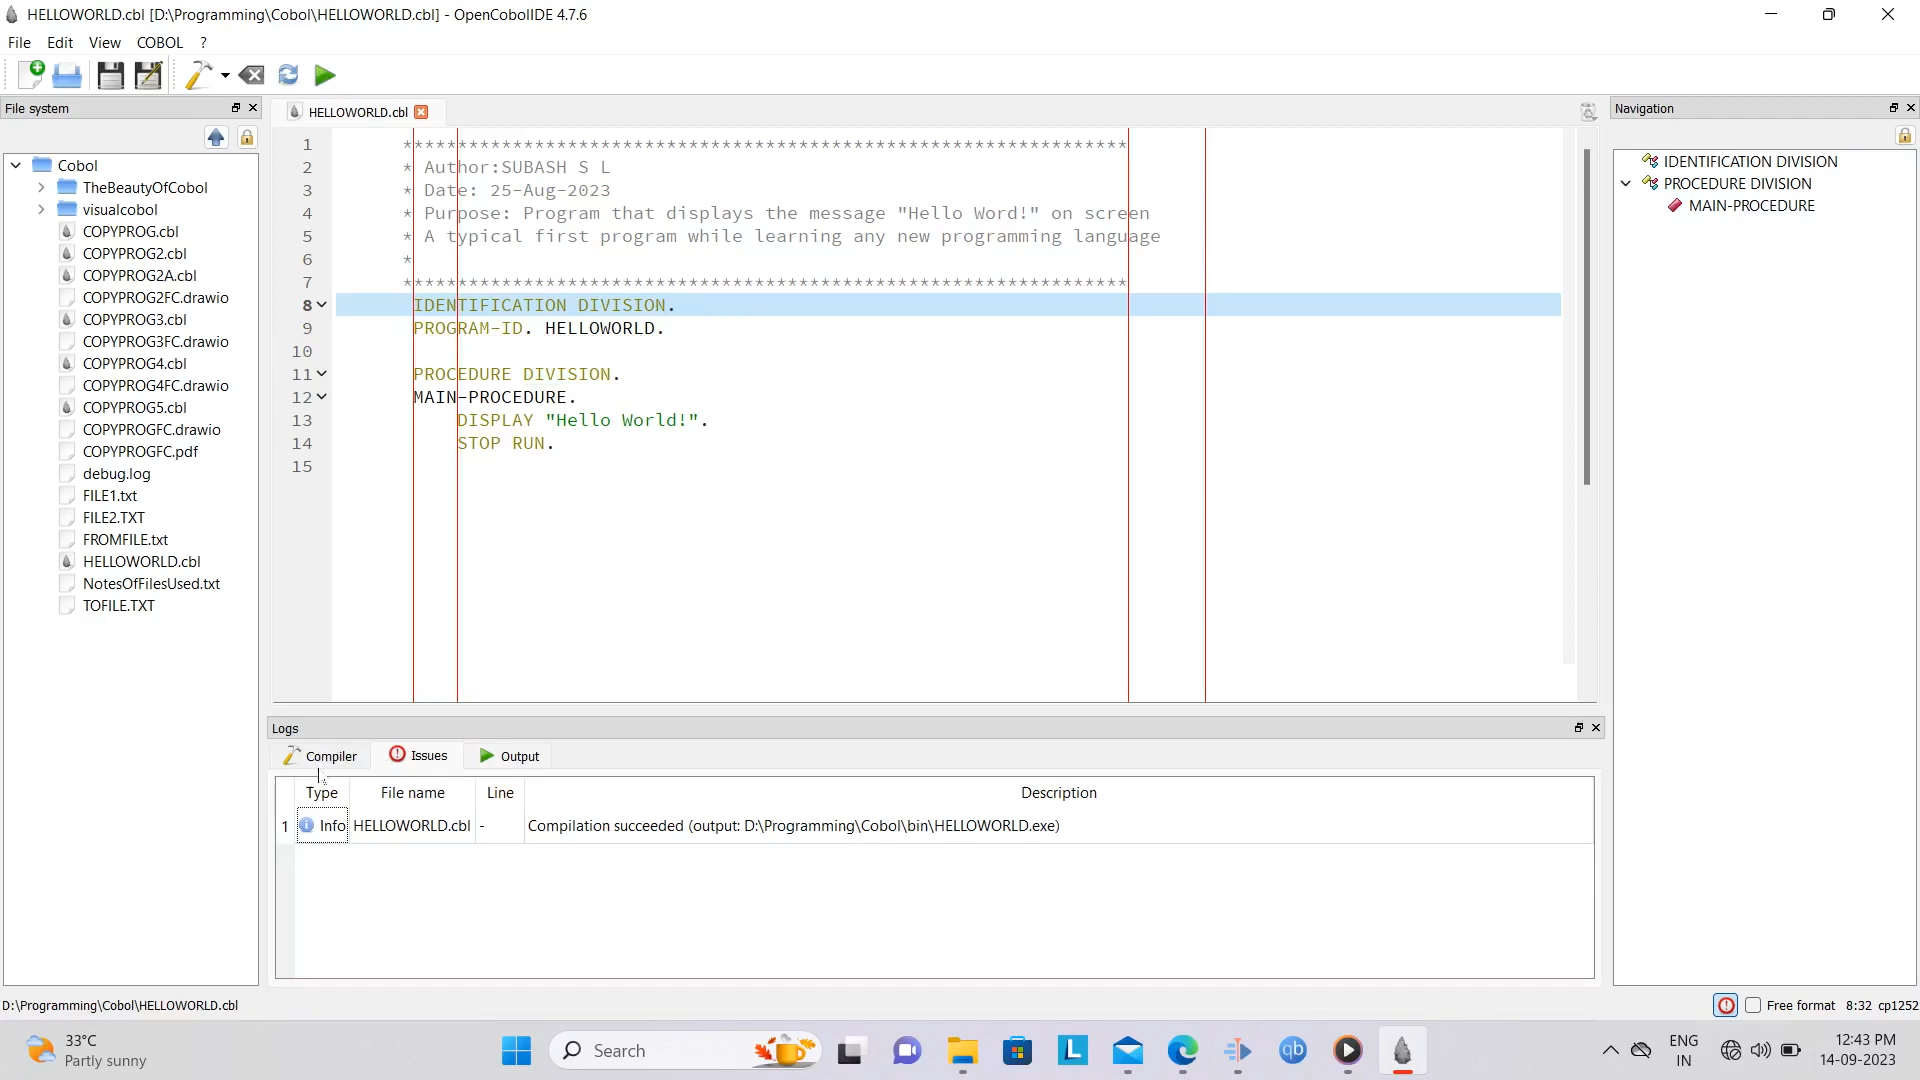 HELLOWORLD.cbl [D:\Programming\Cobol\HELLOWORLD.cbl] - OpenCobolIDE 4.7.6
File Edit View COBOL ?
File system
Cobol
TheBeautyOfCobol
visualcobol
COPYPROG.cbl
COPYPROG2.cbl
COPYPROG2A.cbl
COPYPROG2FC.drawio
COPYPROG3.cbl
COPYPROG3FC.drawio
COPYPROG4.cbl
COPYPROG4FC.drawio
COPYPROG5.cbl
COPYPROGFC.drawio
COPYPROGFC.pdf
debug.log
FILE1.txt
FILE2.TXT
FROMFILE.txt
HELLOWORLD.cbl
NotesOfFilesUsed.txt
TOFILE.TXT
HELLOWORLD.cbl
1 ******************************************************************
2 * Author:SUBASH S L
3 * Date: 25-Aug-2023
4 * Purpose: Program that displays the message "Hello Word!" on screen
5 * A typical first program while learning any new programming language
6 *
7 ******************************************************************
8 IDENTIFICATION DIVISION.
9 PROGRAM-ID. HELLOWORLD.
10
11 PROCEDURE DIVISION.
12 MAIN-PROCEDURE.
13 DISPLAY "Hello World!".
14 STOP RUN.
15
Navigation
IDENTIFICATION DIVISION
PROCEDURE DIVISION
MAIN-PROCEDURE
Logs
Compiler Issues Output
Type File name Line Description
1 Info HELLOWORLD.cbl - Compilation succeeded (output: D:\Programming\Cobol\bin\HELLOWORLD.exe)
D:\Programming\Cobol\HELLOWORLD.cbl
Free format 8:32 cp1252
33°C
Partly sunny
Search
L
qb
ENG
IN
12:43 PM
14-09-2023